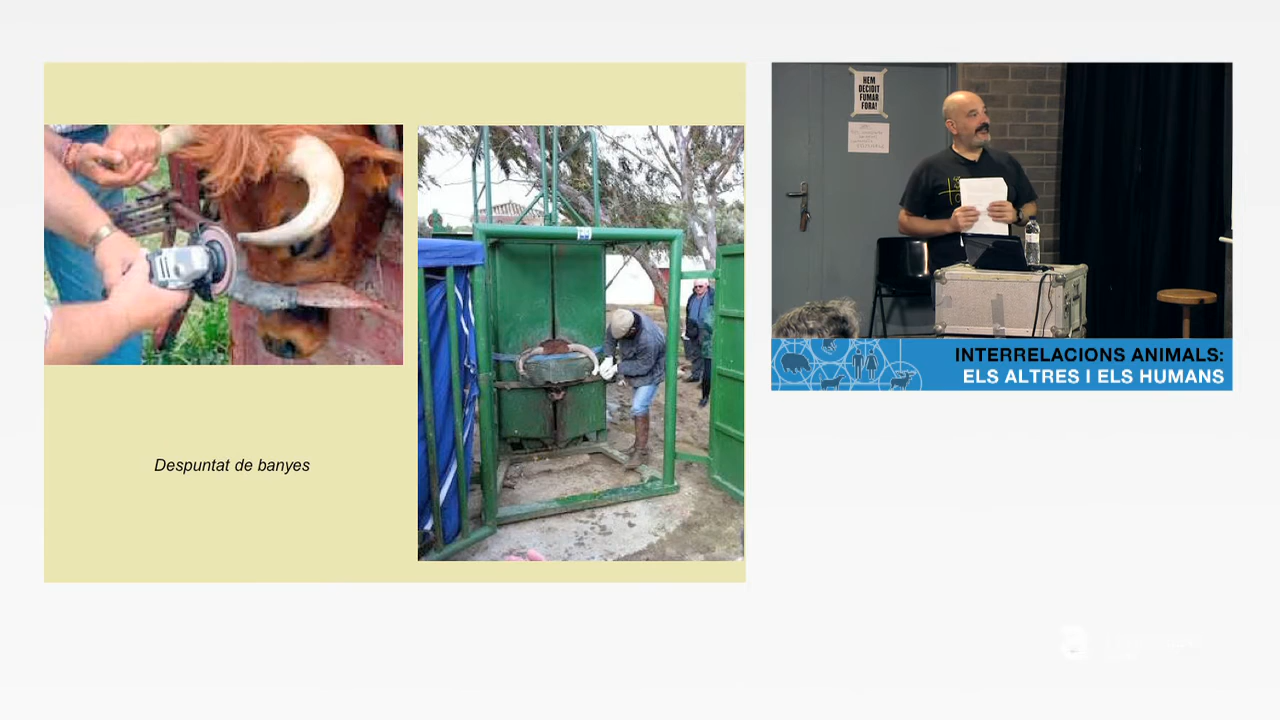 Despuntat de banyes
HEM
DECIDIT
FUMAR
FORA!
INTERRELACIONS ANIMALS:
ELS ALTRES I ELS HUMANS